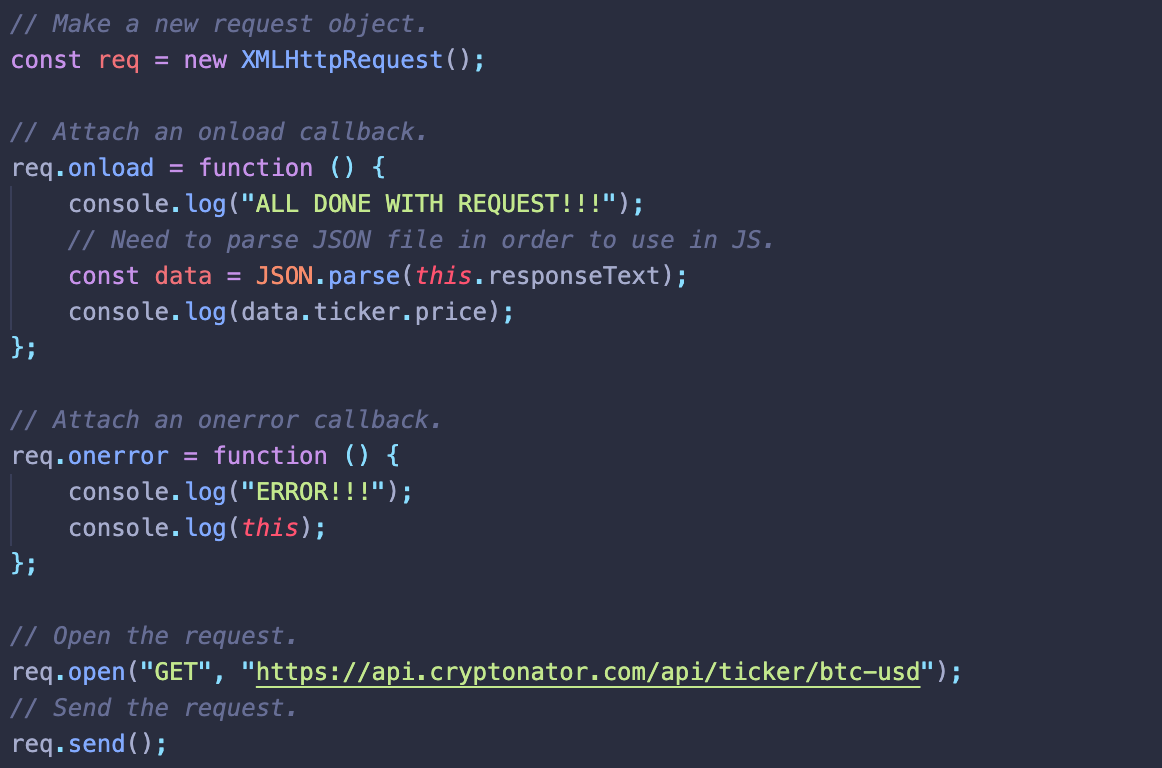 // Make a new request object.
const req = new XMLHttpRequest();
// Attach an onload callback.
req.onload = function () {
    console.log("ALL DONE WITH REQUEST!!!");
    // Need to parse JSON file in order to use in JS.
    const data = JSON.parse(this.responseText);
    console.log(data.ticker.price);
};
// Attach an onerror callback.
req.onerror = function () {
    console.log("ERROR!!!");
    console.log(this);
};
// Open the request.
req.open("GET", "https://api.cryptonator.com/api/ticker/btc-usd");
// Send the request.
req.send();